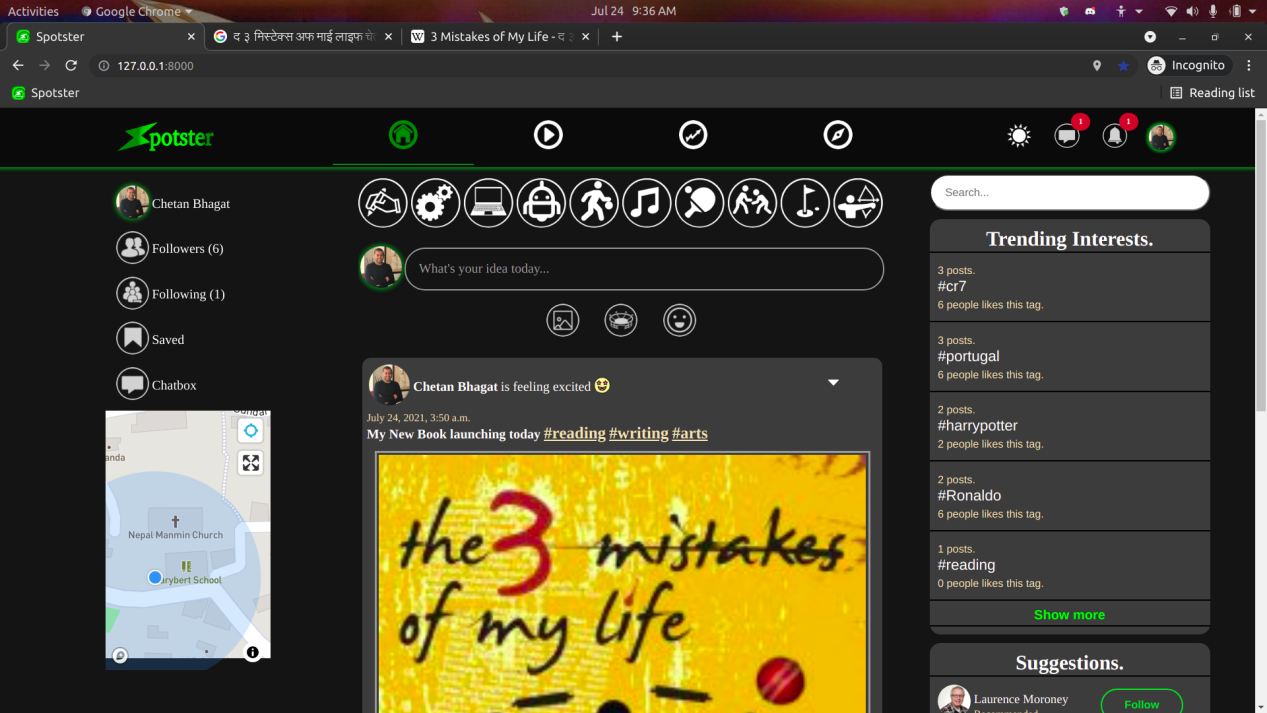 Activities
Google Chrome
Jul 24 9:36 AM
Spotster
द ३ मिस्टेक्स अफ माई लाइफ चे
3 Mistakes of My Life - द ३
127.0.0.1:8000
Incognito
Spotster
Reading list
Spotster
1
1
Chetan Bhagat
Followers (6)
Following (1)
Saved
Chatbox
Nepal Manmin Church
rybert School
What's your idea today...
Chetan Bhagat is feeling excited
July 24, 2021, 3:50 a.m.
My New Book launching today #reading #writing #arts
the 3 mistakes
of my life
Search...
Trending Interests.
3 posts.
#cr7
6 people likes this tag.
3 posts.
#portugal
6 people likes this tag.
2 posts.
#harrypotter
2 people likes this tag.
2 posts.
#Ronaldo
6 people likes this tag.
1 posts.
#reading
0 people likes this tag.
Show more
Suggestions.
Laurence Moroney
Follow